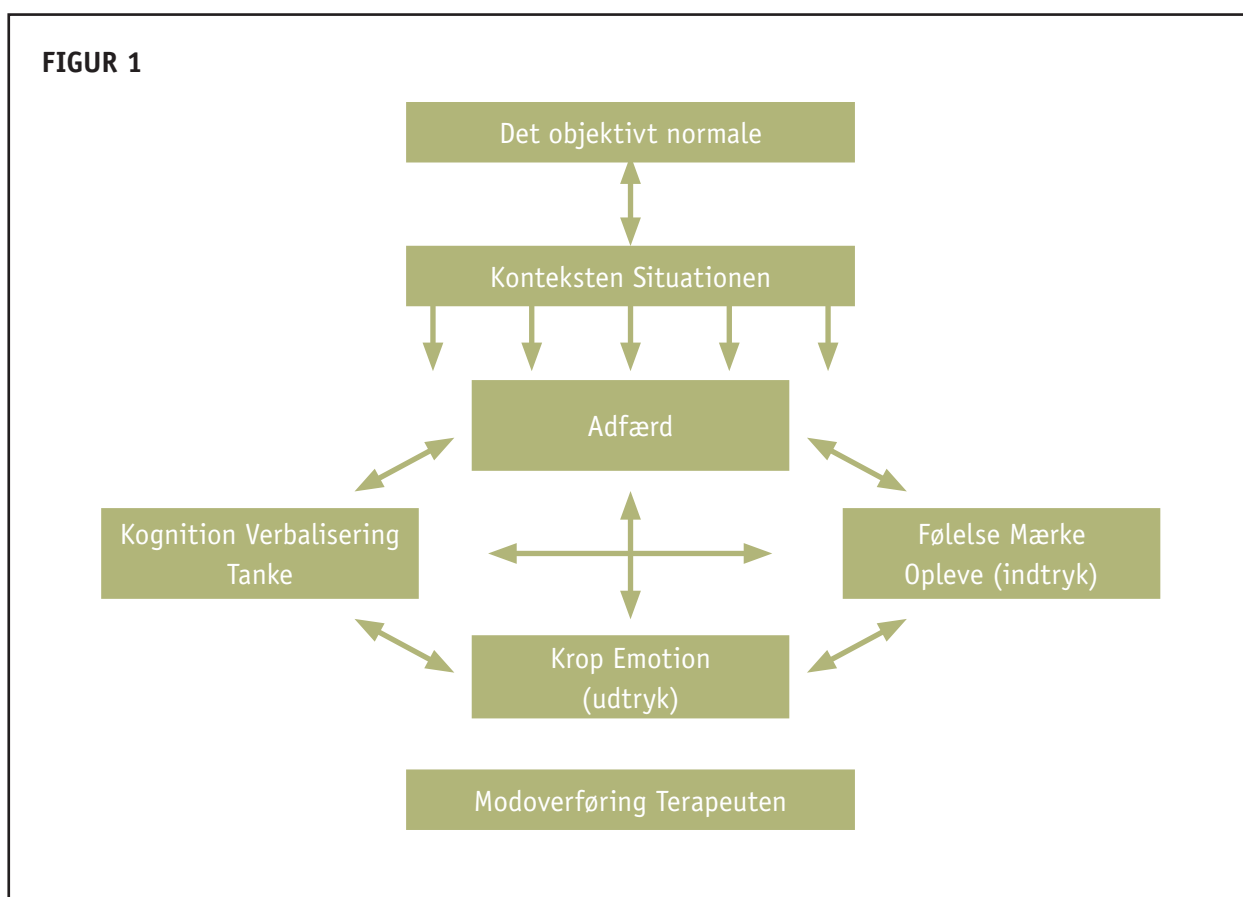 FIGUR 1
Det objektivt normale
Konteksten Situationen
Adfærd
Kognition Verbalisering
Tanke
Følelse Mærke
Opleve (indtryk)
Krop Emotion
(udtryk)
Modoverføring Terapeuten